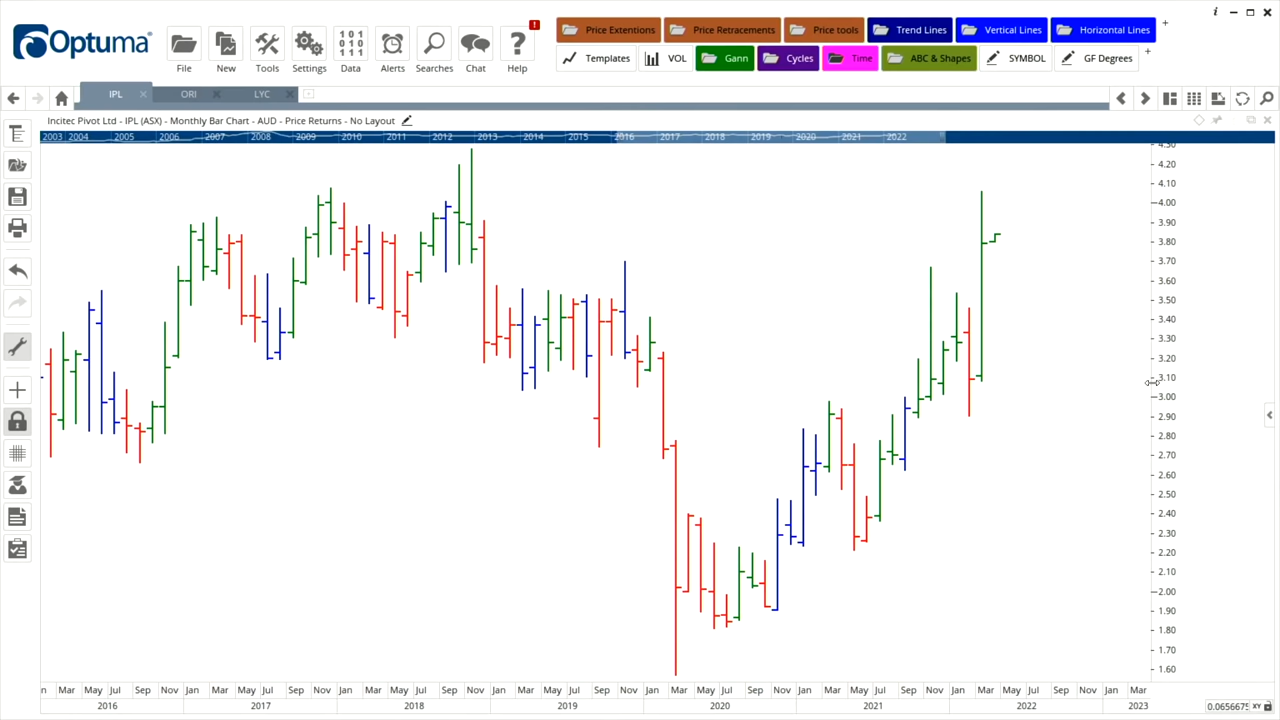 Optuma
File
New
Tools
Settings
101
010
101
Data
Alerts
Searches
Chat
?
!
Help
Price Extentions
Price Retracements
Price tools
Trend Lines
Vertical Lines
Horizontal Lines
+
Templates
VOL
Gann
Cycles
Time
ABC & Shapes
SYMBOL
GF Degrees
+
IPL
ORI
LYC
Incitec Pivot Ltd - IPL (ASX) - Monthly Bar Chart - AUD - Price Returns - No Layout
2003 2004 2005 2006 2007 2008 2009 2010 2011 2012 2013 2014 2015 2016 2017 2018 2019 2020 2021 2022
4.30
4.20
4.10
4.00
3.90
3.80
3.70
3.60
3.50
3.40
3.30
3.20
3.10
3.00
2.90
2.80
2.70
2.60
2.50
2.40
2.30
2.20
2.10
2.00
1.90
1.80
1.70
1.60
n Mar May Jul Sep Nov Jan Mar May Jul Sep Nov Jan Mar May Jul Sep Nov Jan Mar May Jul Sep Nov Jan Mar May Jul Sep Nov Jan Mar May Jul Sep Nov Jan Mar May Jul Sep Nov Jan Mar
2016 2017 2018 2019 2020 2021 2022 2023
0.0656675 XY